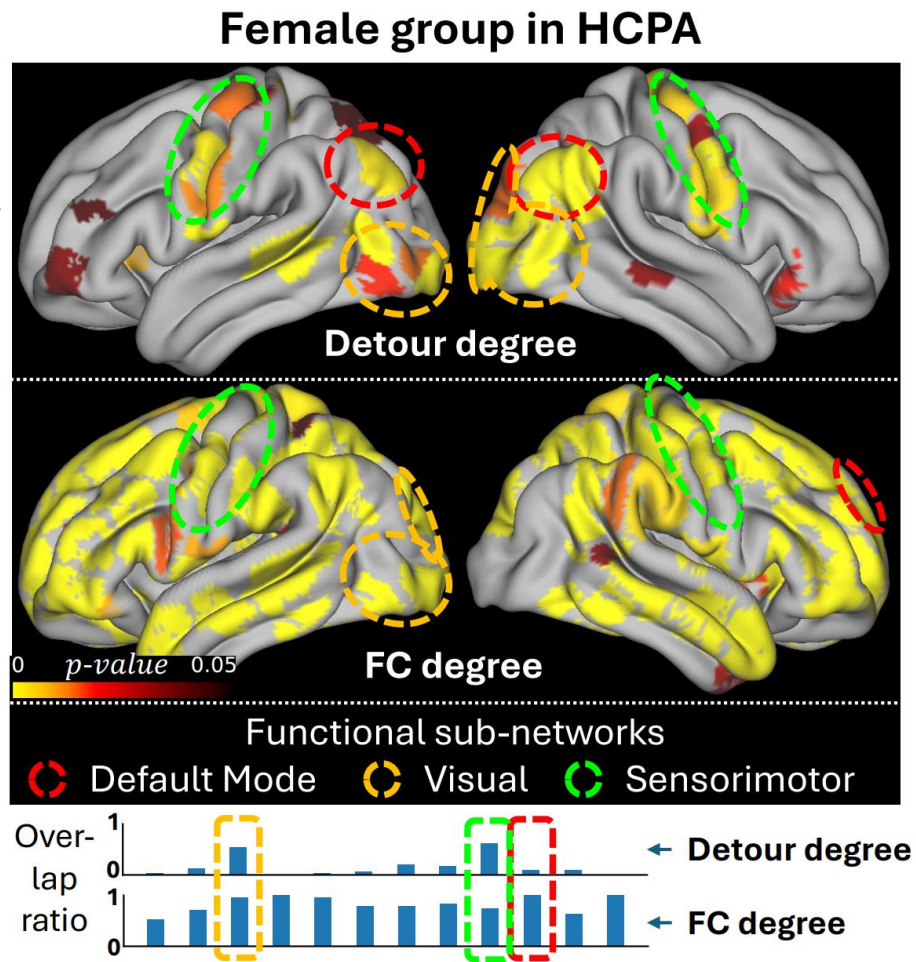 Female group in HCPA
Detour degree
FC degree
0 p-value 0.05
Functional sub-networks
Default Mode Visual Sensorimotor
Over-
lap
ratio
1
0
Detour degree
1
0
FC degree